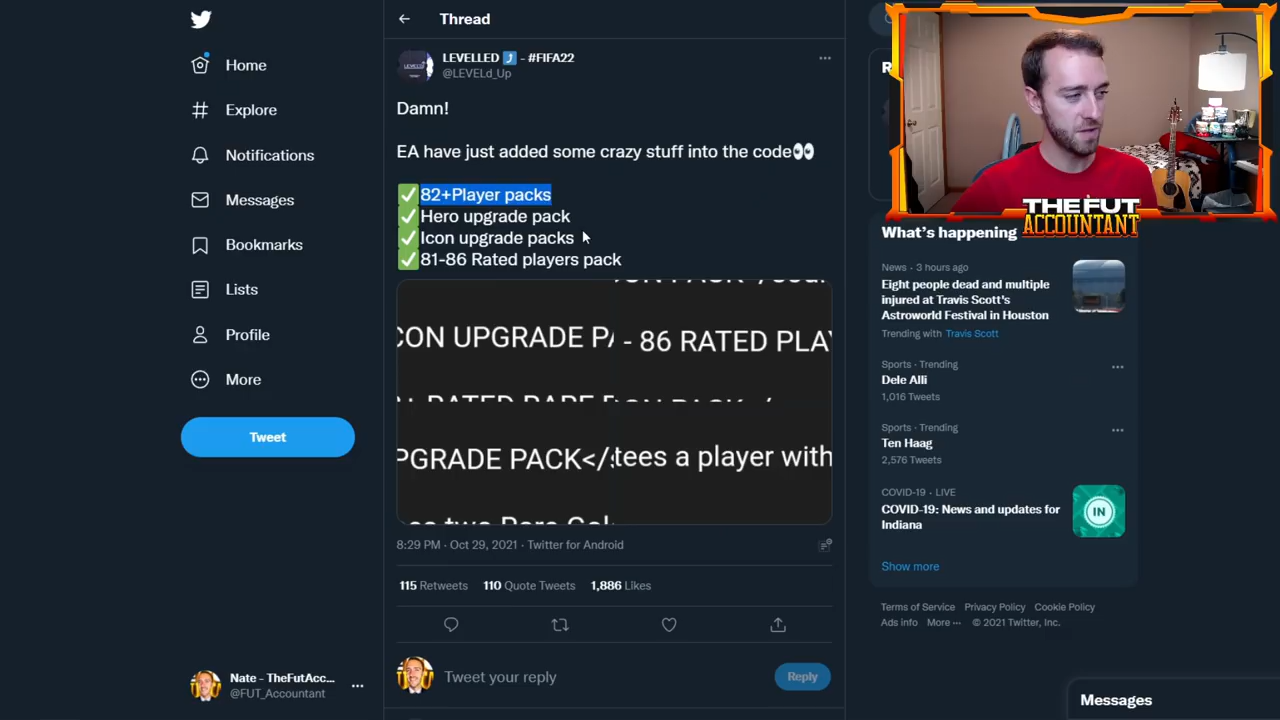 Thread
LEVELLED - #FIFA22
@LEVELd_Up
Damn!
EA have just added some crazy stuff into the code
82+Player packs
Hero upgrade pack
Icon upgrade packs
81-86 Rated players pack
CON UPGRADE PA
- 86 RATED PLAY
PGRADE PACK</
tees a player with
8:29 PM · Oct 29, 2021 · Twitter for Android
115 Retweets 110 Quote Tweets 1,886 Likes
Tweet your reply
Reply
Home
Explore
Notifications
Messages
Bookmarks
Lists
Profile
More
Tweet
Nate - TheFutAcc...
@FUT_Accountant
THE FUT
ACCOUNTANT
What's happening
News · 3 hours ago
Eight people dead and multiple
injured at Travis Scott's
Astroworld Festival in Houston
Trending with Travis Scott
Sports · Trending
Dele Alli
1,016 Tweets
Sports · Trending
Ten Haag
2,576 Tweets
COVID-19 · LIVE
COVID-19: News and updates for
Indiana
IN
Show more
Terms of Service Privacy Policy Cookie Policy
Ads info More ··· © 2021 Twitter, Inc.
Messages